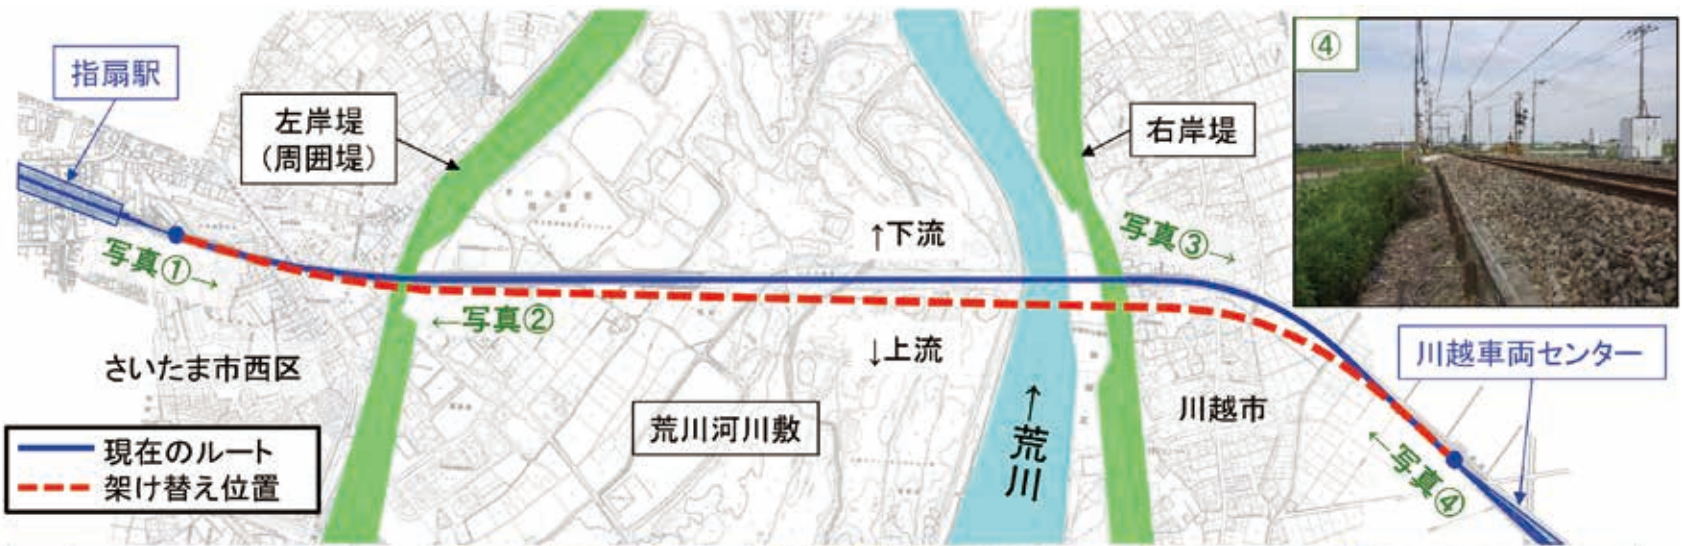 指扇駅
左岸堤
(周囲堤)
右岸堤
④
写真①→
←写真②
写真③→
←写真④
↑下流
↓上流
さいたま市西区
荒川河川敷
↑荒川
川越市
川越車両センター
現在のルート
架け替え位置